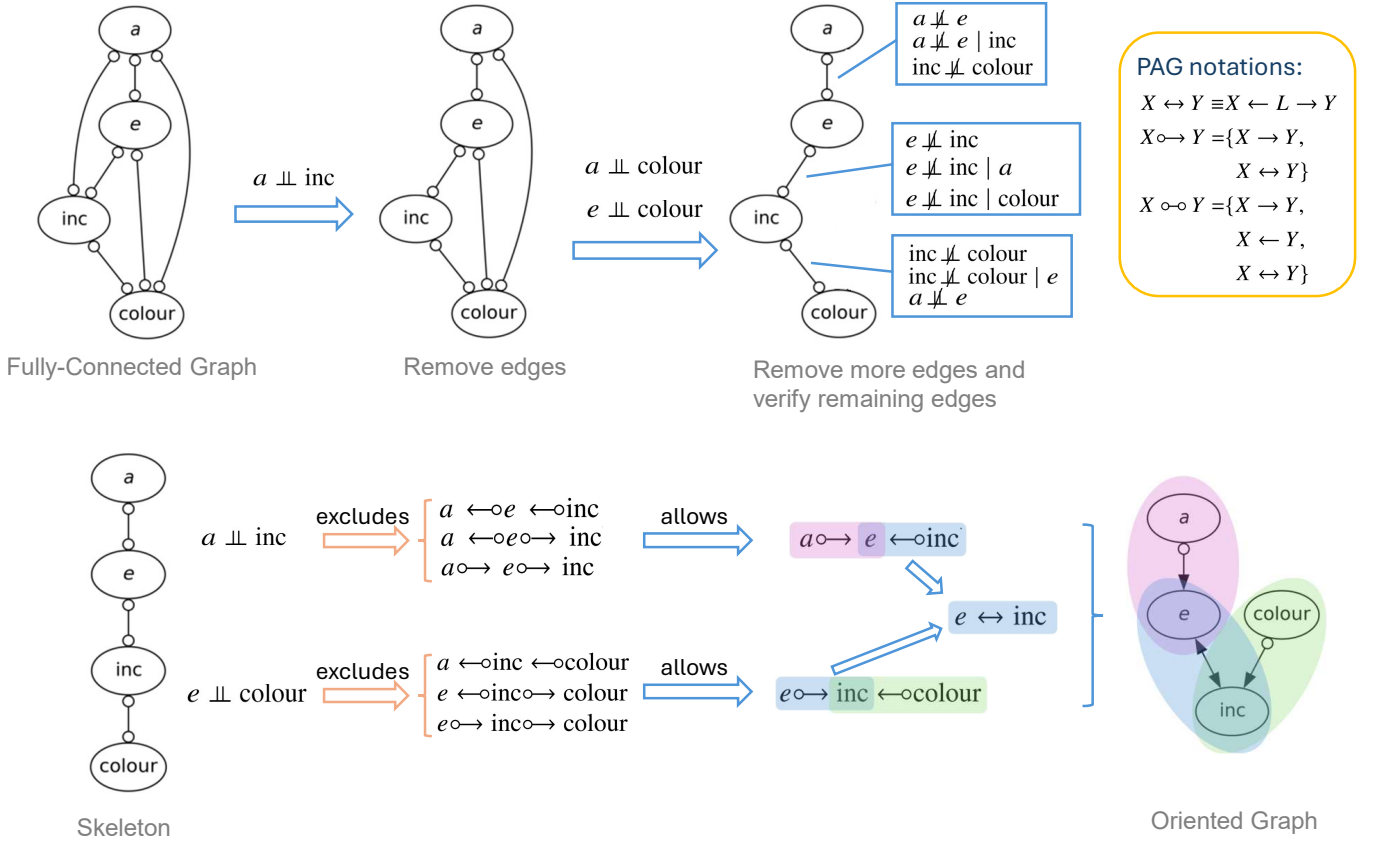 a
e
inc
colour
Fully-Connected Graph
a ⫫ inc
a
e
inc
colour
Remove edges
a ⫫ colour
e ⫫ colour
a
e
inc
colour
a ⫫̸ e
a ⫫̸ e | inc
inc ⫫̸ colour
e ⫫̸ inc
e ⫫̸ inc | a
e ⫫̸ inc | colour
inc ⫫̸ colour
inc ⫫̸ colour | e
a ⫫̸ e
Remove more edges and
verify remaining edges
PAG notations:
X ↔ Y ≡X ← L → Y
X o→ Y ={X → Y,
X ↔ Y}
X o-o Y ={X → Y,
X ← Y,
X ↔ Y}
a
e
inc
colour
Skeleton
a ⫫ inc
excludes
a ←o e ←o inc
a ←o e o→ inc
a o→ e o→ inc
allows
a o→ e ←o inc
e ↔ inc
e ⫫ colour
excludes
a ←o inc ←o colour
e ←o inc o→ colour
e o→ inc o→ colour
allows
e o→ inc ←o colour
a
e
colour
inc
Oriented Graph